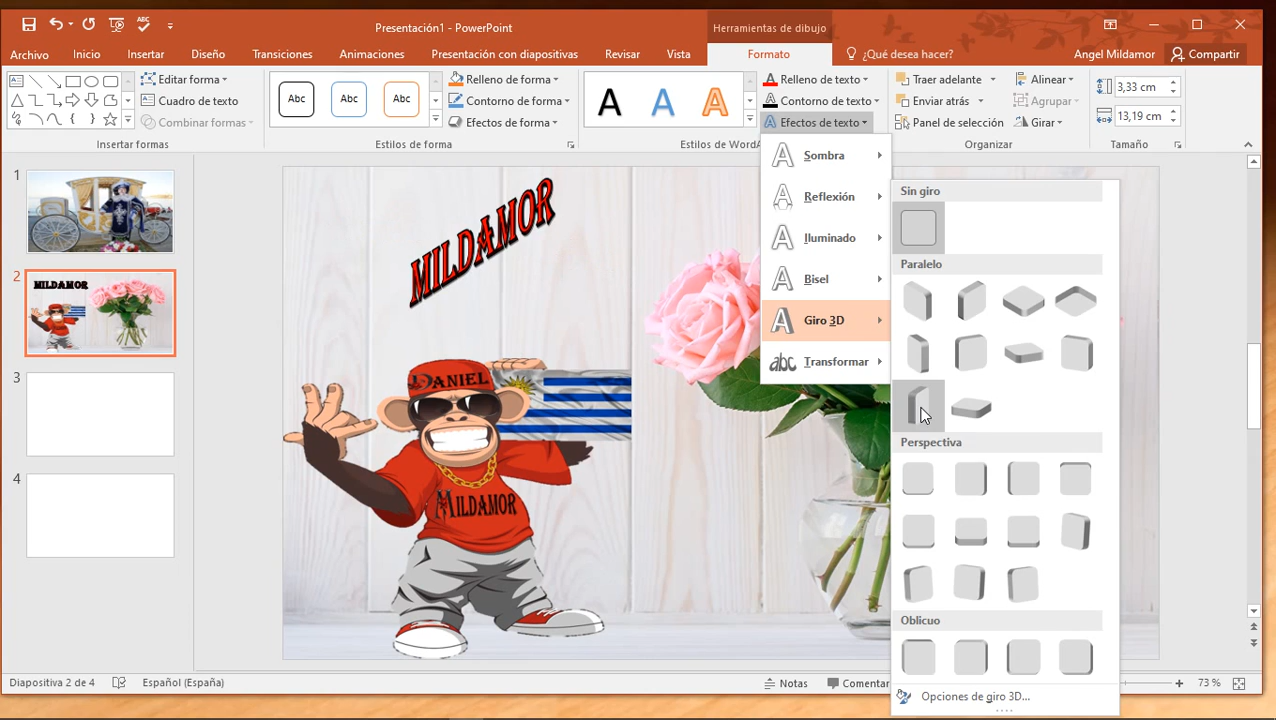 Presentación1 - PowerPoint
Herramientas de dibujo
ABC
Archivo
Inicio
Insertar
Diseño
Transiciones
Animaciones
Presentación con diapositivas
Revisar
Vista
Formato
¿Qué desea hacer?
Angel Mildamor
Compartir
Editar forma
Cuadro de texto
Combinar formas
Insertar formas
Abc
Abc
Abc
Relleno de forma
Contorno de forma
Efectos de forma
Estilos de forma
A
A
A
Relleno de texto
Contorno de texto
Efectos de texto
Estilos de WordA
Traer adelante
Enviar atrás
Panel de selección
Alinear
Agrupar
Girar
Organizar
3,33 cm
13,19 cm
Tamaño
1
2
3
4
MILDAMOR
MILDAMOR
DANIEL
MILDAMOR
Sombra
Reflexión
Iluminado
Bisel
Giro 3D
abc
Transformar
Sin giro
Paralelo
Perspectiva
Oblicuo
Opciones de giro 3D...
Diapositiva 2 de 4
Español (España)
Notas
Comentar
73 %